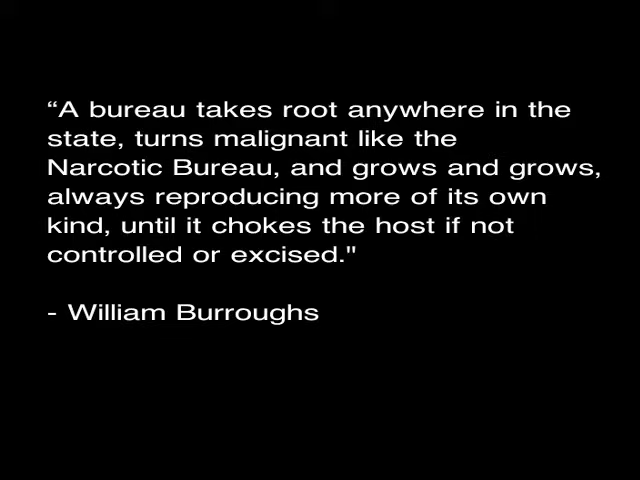 “A bureau takes root anywhere in the
state, turns malignant like the
Narcotic Bureau, and grows and grows,
always reproducing more of its own
kind, until it chokes the host if not
controlled or excised."
- William Burroughs